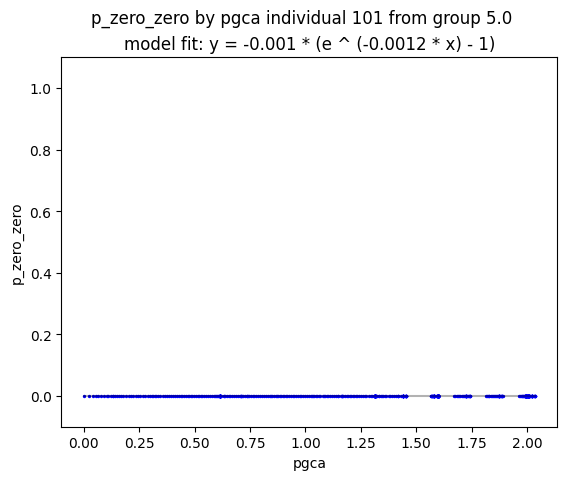 p_zero_zero by pgca individual 101 from group 5.0
model fit: y = -0.001 * (e ^ (-0.0012 * x) - 1)
1.0
0.8
0.6
0.4
0.2
0.0
p_zero_zero
0.00 0.25 0.50 0.75 1.00 1.25 1.50 1.75 2.00
pgca